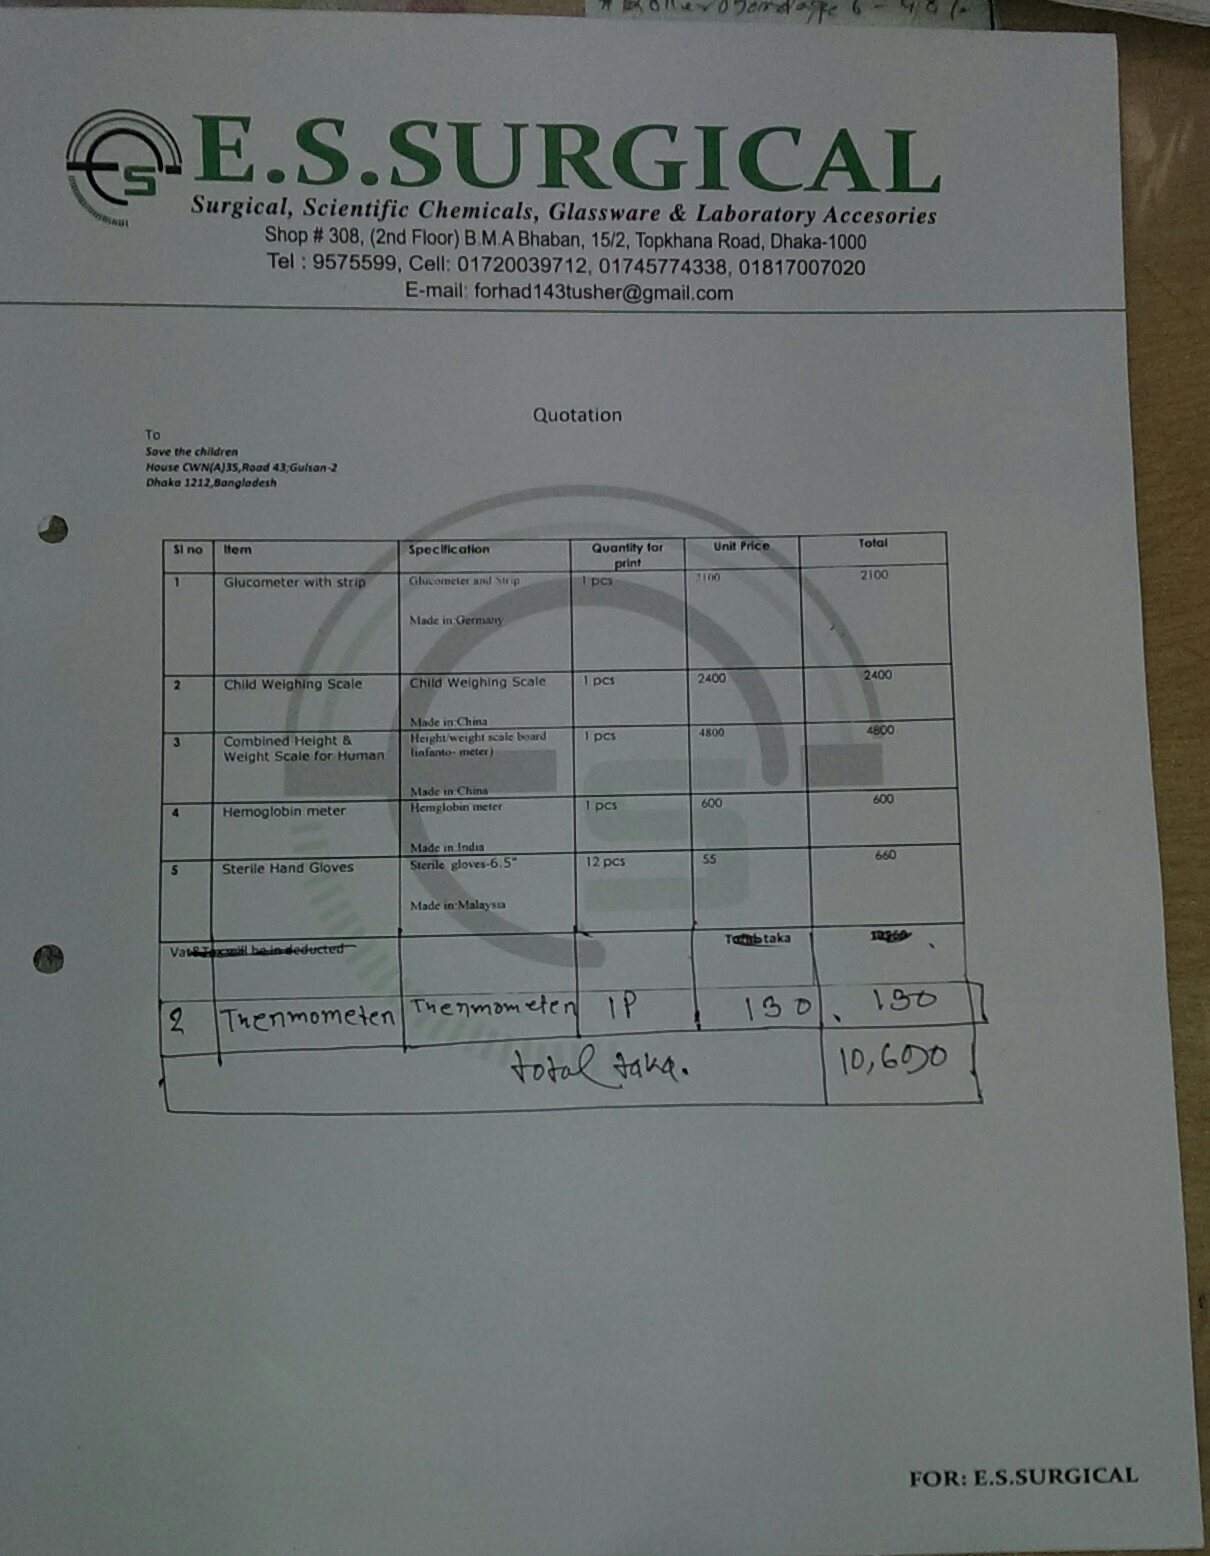 E.S.SURGICAL
Surgical, Scientific Chemicals, Glassware & Laboratory Accesories
Shop # 308, (2nd Floor) B.M.A Bhaban, 15/2, Topkhana Road, Dhaka-1000
Tel : 9575599, Cell: 01720039712, 01745774338, 01817007020
E-mail: forhad143tusher@gmail.com
Quotation
To
Save the children
House CWN(A)35,Road 43;Gulsan-2
Dhaka 1212,Bangladesh
Sl no Item Specification Quantity for print Unit Price Total
1 Glucometer with strip Glucometer and Strip 1 pcs 2100 2100
Made in:Germany
2 Child Weighing Scale Child Weighing Scale 1 pcs 2400 2400
Made in:China
3 Combined Height & Height/weight scale board 1 pcs 4800 4800
Weight Scale for Human (infanto- meter)
Made in:China
4 Hemoglobin meter Hemglobin meter 1 pcs 600 600
Made in:India
5 Sterile Hand Gloves Sterile gloves-6.5" 12 pcs 55 660
Made in:Malaysia
Vat&Tax will be in deducted taka
Thermometer Thermometer 1P 130 130
total taka. 10,690
FOR: E.S.SURGICAL